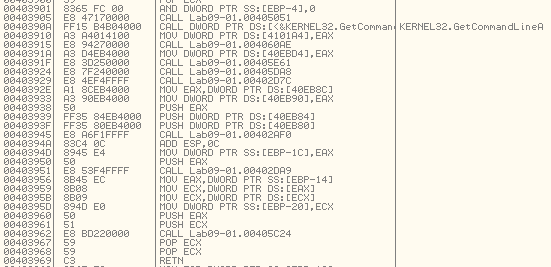 00403901 8365 FC 00 AND DWORD PTR SS:[EBP-4],0
00403905 E8 47170000 CALL Lab09-01.00405051
0040390A FF15 B4B04000 CALL DWORD PTR DS:[<&KERNEL32.GetComman KERNEL32.GetCommandLineA
00403910 A3 A4014100 MOV DWORD PTR DS:[4101A4],EAX
00403915 E8 94270000 CALL Lab09-01.004060AE
0040391A A3 D4EB4000 MOV DWORD PTR DS:[40EBD4],EAX
0040391F E8 3D250000 CALL Lab09-01.00405E61
00403924 E8 7F240000 CALL Lab09-01.00405DA8
00403929 E8 4EF4FFFF CALL Lab09-01.00402D7C
0040392E A1 8CEB4000 MOV EAX,DWORD PTR DS:[40EB8C]
00403933 A3 90EB4000 MOV DWORD PTR DS:[40EB90],EAX
00403938 50 PUSH EAX
00403939 FF35 84EB4000 PUSH DWORD PTR DS:[40EB84]
0040393F FF35 80EB4000 PUSH DWORD PTR DS:[40EB80]
00403945 E8 A6F1FFFF CALL Lab09-01.00402AF0
0040394A 83C4 0C ADD ESP,0C
0040394D 8945 E4 MOV DWORD PTR SS:[EBP-1C],EAX
00403950 50 PUSH EAX
00403951 E8 53F4FFFF CALL Lab09-01.00402DA9
00403956 8B45 EC MOV EAX,DWORD PTR SS:[EBP-14]
00403959 8B08 MOV ECX,DWORD PTR DS:[EAX]
0040395B 8B09 MOV ECX,DWORD PTR DS:[ECX]
0040395D 894D E0 MOV DWORD PTR SS:[EBP-20],ECX
00403960 50 PUSH EAX
00403961 51 PUSH ECX
00403962 E8 BD220000 CALL Lab09-01.00405C24
00403967 59 POP ECX
00403968 59 POP ECX
00403969 C3 RETN